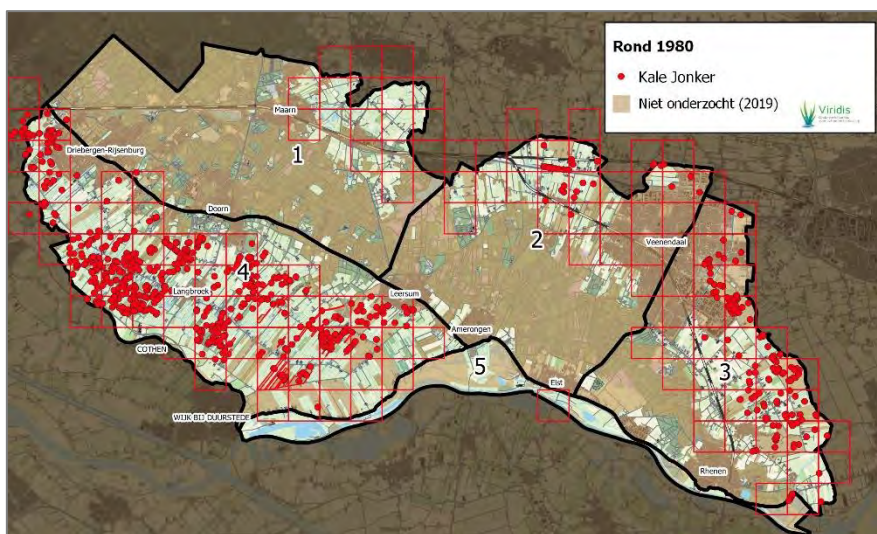 Rond 1980
Kale Jonker
Niet onderzocht (2019)
Viridis
Maarn
1
Driebergen-Rijsenburg
Doorn
2
Veenendaal
4
Langbroek
Leersum
Amerongen
COTHEN
5
3
Elst
WIJK BIJ DUURSTEDE
Rhenen